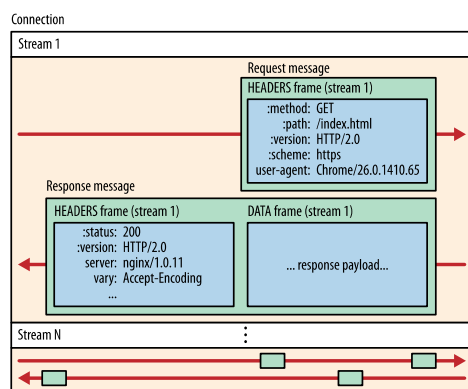 Connection
Stream 1
Request message
HEADERS frame (stream 1)
:method: GET
:path: /index.html
:version: HTTP/2.0
:scheme: https
user-agent: Chrome/26.0.1410.65
Response message
HEADERS frame (stream 1)
:status: 200
:version: HTTP/2.0
server: nginx/1.0.11
vary: Accept-Encoding
...
DATA frame (stream 1)
... response payload...
Stream N